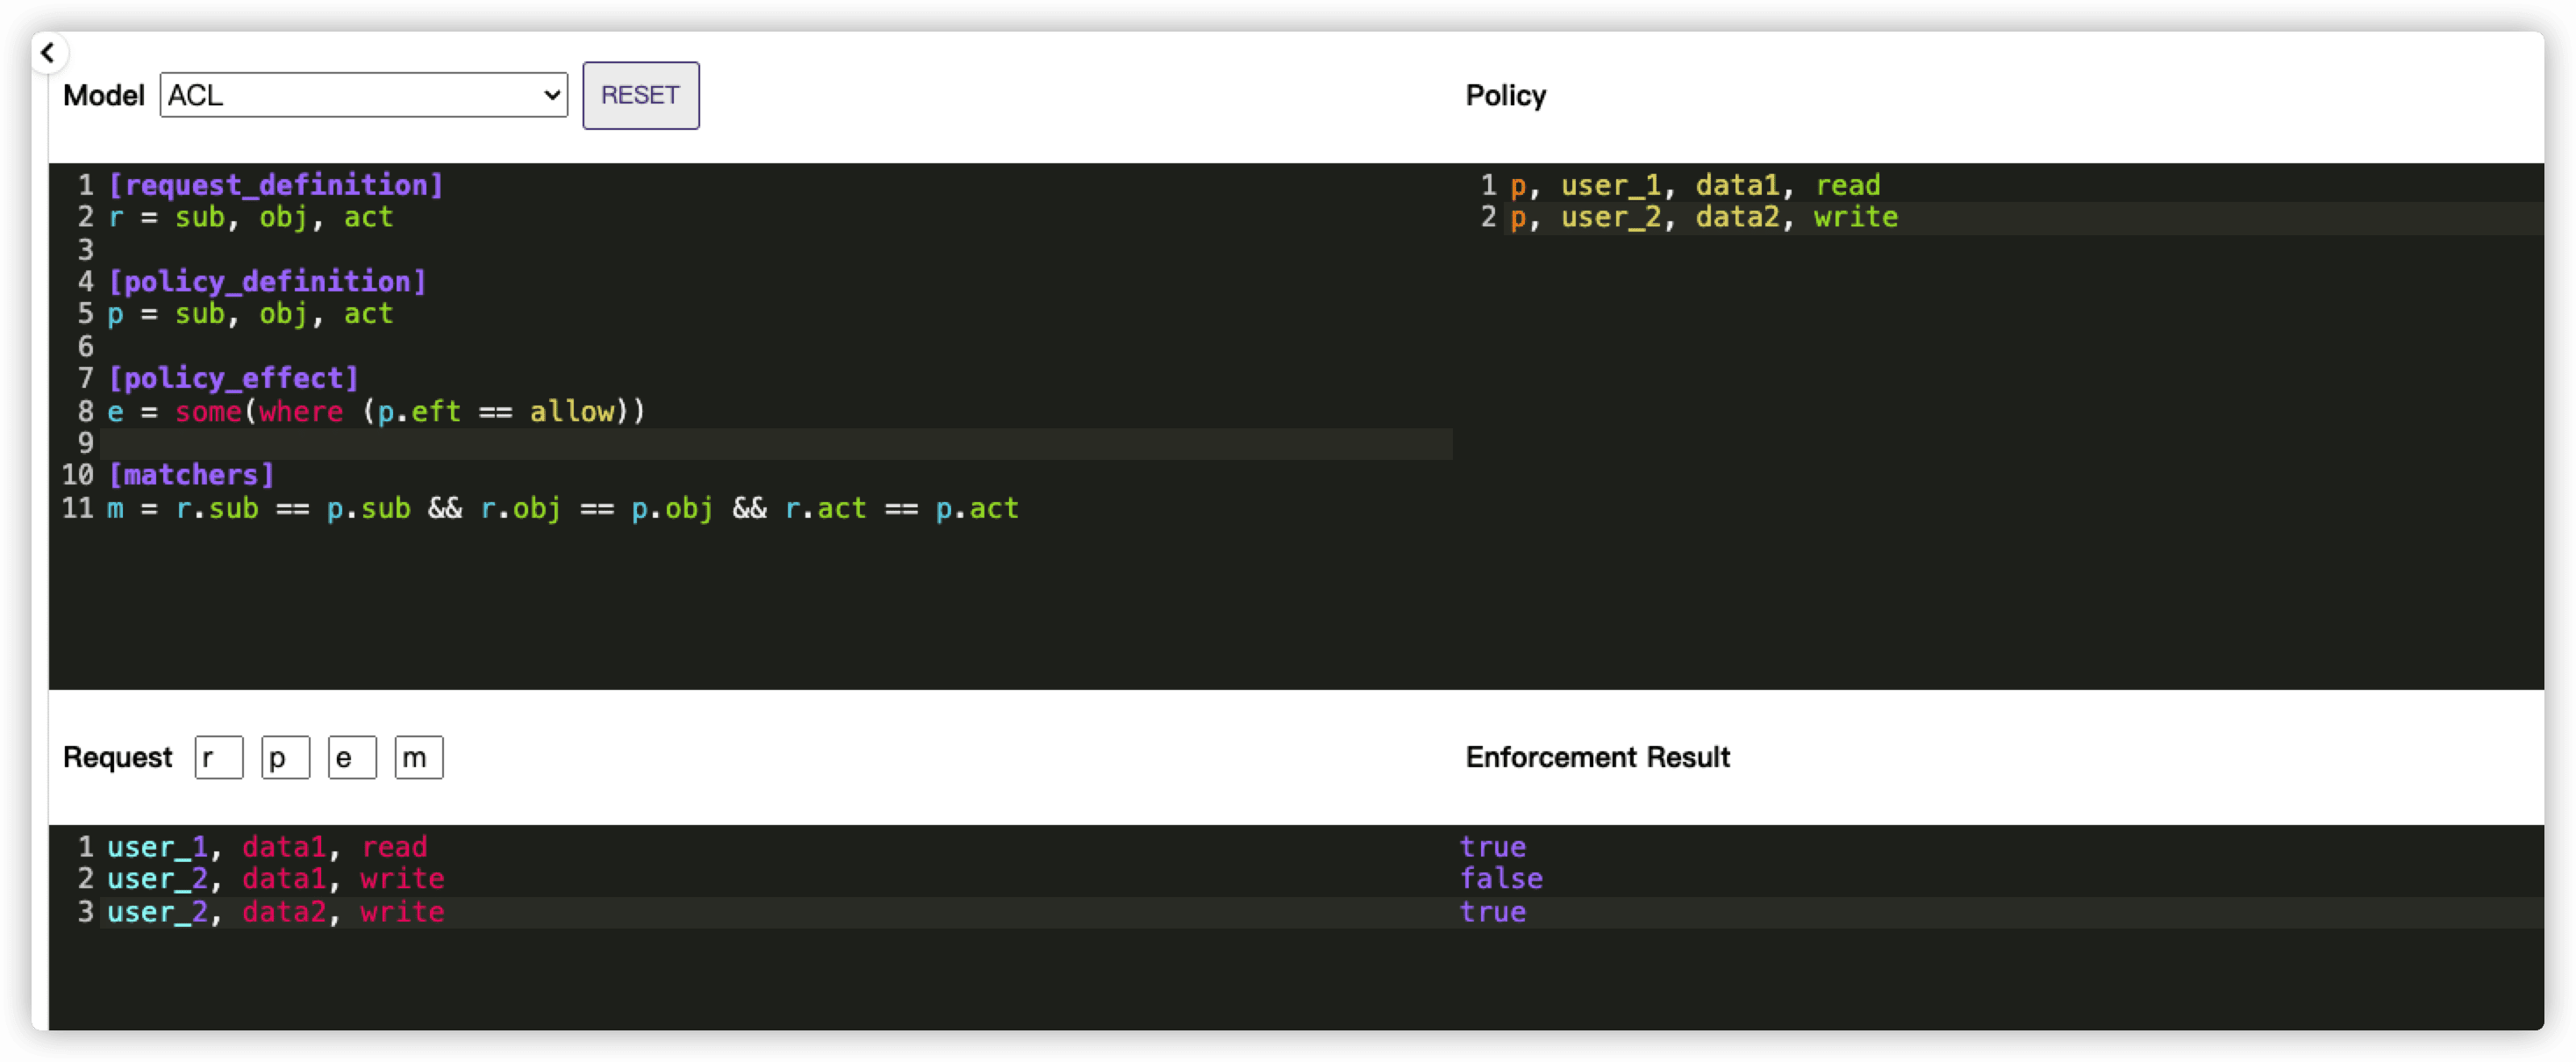 Model ACL RESET
1 [request_definition]
2 r = sub, obj, act
3
4 [policy_definition]
5 p = sub, obj, act
6
7 [policy_effect]
8 e = some(where (p.eft == allow))
9
10 [matchers]
11 m = r.sub == p.sub && r.obj == p.obj && r.act == p.act
Policy
1 p, user_1, data1, read
2 p, user_2, data2, write
Request r p e m
1 user_1, data1, read
2 user_2, data1, write
3 user_2, data2, write
Enforcement Result
true
false
true